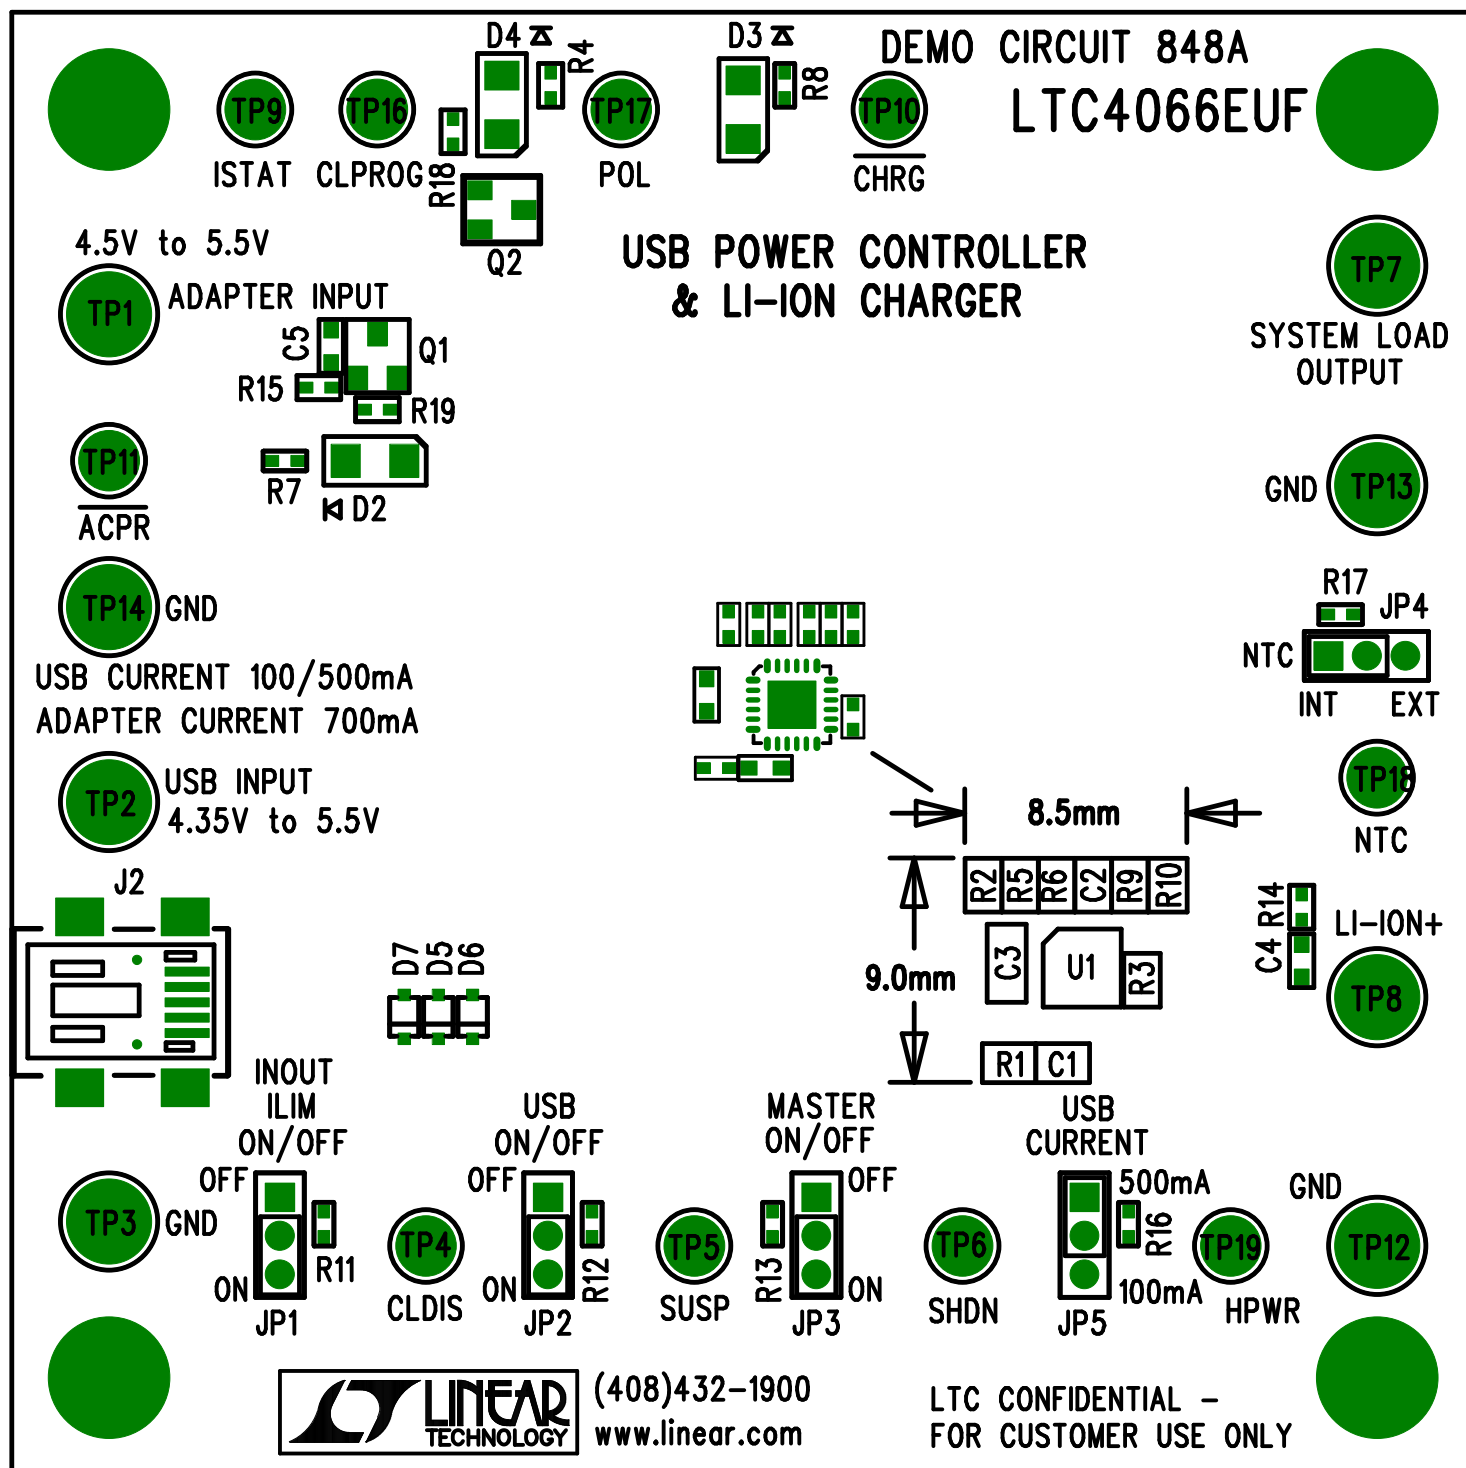 D4
R4
D3
R8
DEMO CIRCUIT 848A
LTC4066EUF
TP9
TP16
TP17
TP10
ISTAT
CLPROG
R18
POL
CHRG
Q2
4.5V to 5.5V
TP1
ADAPTER INPUT
USB POWER CONTROLLER
& LI-ION CHARGER
TP7
SYSTEM LOAD
OUTPUT
C5
Q1
R15
R19
TP11
ACPR
R7
D2
GND
TP13
TP14
GND
R17
JP4
NTC
INT
EXT
USB CURRENT 100/500mA
ADAPTER CURRENT 700mA
TP2
USB INPUT
4.35V to 5.5V
TP18
NTC
8.5mm
R2
R5
R6
C2
R9
R10
9.0mm
C3
U1
R3
R1
C1
R14
C4
LI-ION+
TP8
J2
D7
D5
D6
INOUT
ILIM
ON/OFF
OFF
ON
JP1
R11
TP3
GND
TP4
CLDIS
USB
ON/OFF
OFF
ON
JP2
R12
TP5
SUSP
MASTER
ON/OFF
OFF
ON
JP3
R13
TP6
SHDN
USB
CURRENT
500mA
100mA
JP5
R16
TP19
HPWR
GND
TP12
LINEAR
TECHNOLOGY
(408)432-1900
www.linear.com
LTC CONFIDENTIAL -
FOR CUSTOMER USE ONLY